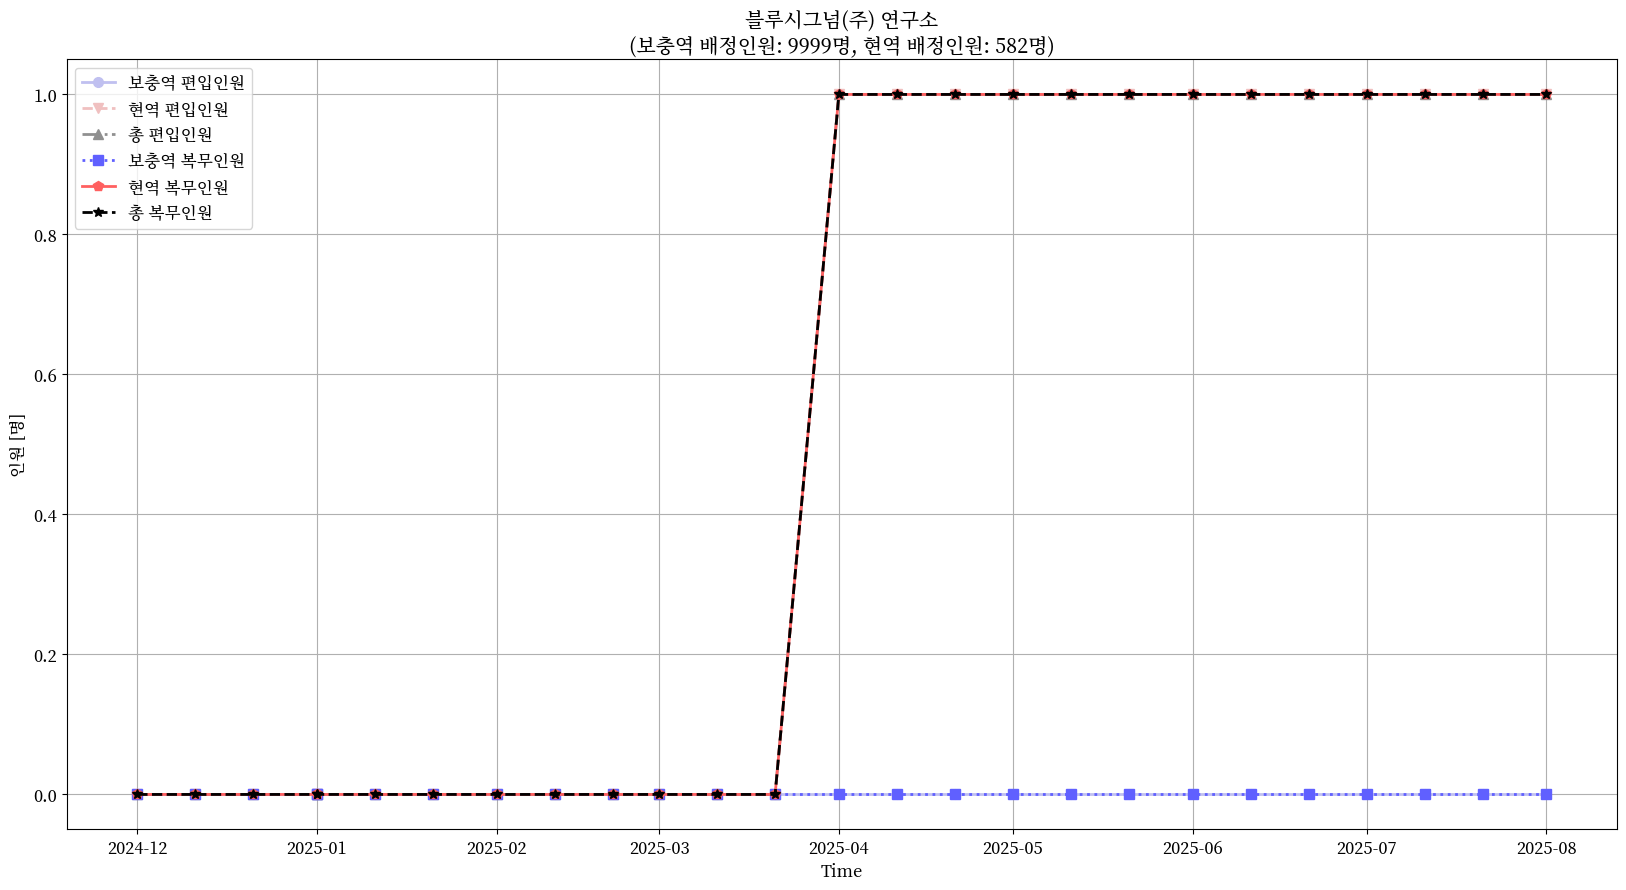 블루시그넘(주) 연구소
(보충역 배정인원: 9999명, 현역 배정인원: 582명)
보충역 편입인원
현역 편입인원
총 편입인원
보충역 복무인원
현역 복무인원
총 복무인원
인원 [명]
1.0
0.8
0.6
0.4
0.2
0.0
2024-12
2025-01
2025-02
2025-03
2025-04
2025-05
2025-06
2025-07
2025-08
Time